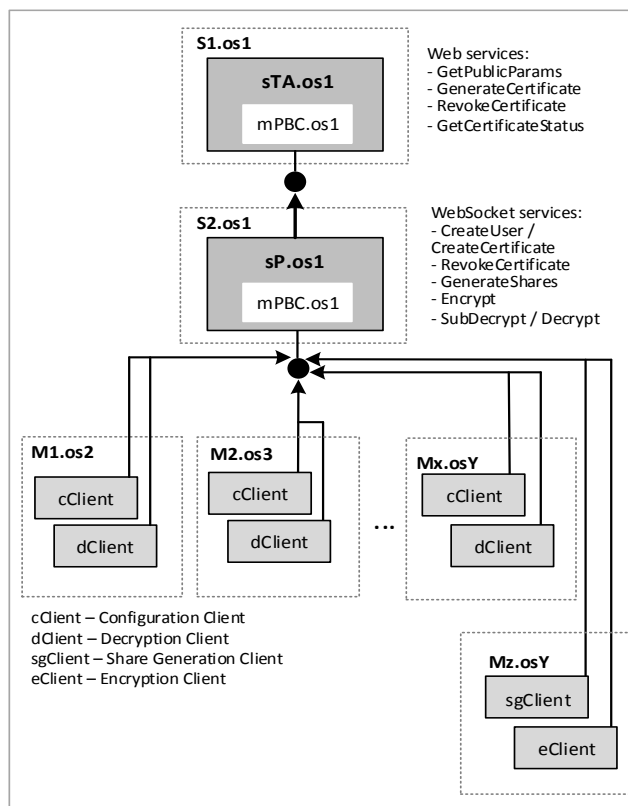 S1.os1
sTA.os1
mPBC.os1
Web services:
- GetPublicParams
- GenerateCertificate
- RevokeCertificate
- GetCertificateStatus
S2.os1
sP.os1
mPBC.os1
WebSocket services:
- CreateUser /
CreateCertificate
- RevokeCertificate
- GenerateShares
- Encrypt
- SubDecrypt / Decrypt
M1.os2
cClient
dClient
M2.os3
cClient
dClient
...
Mx.osY
cClient
dClient
cClient – Configuration Client
dClient – Decryption Client
sgClient – Share Generation Client
eClient – Encryption Client
Mz.osY
sgClient
eClient